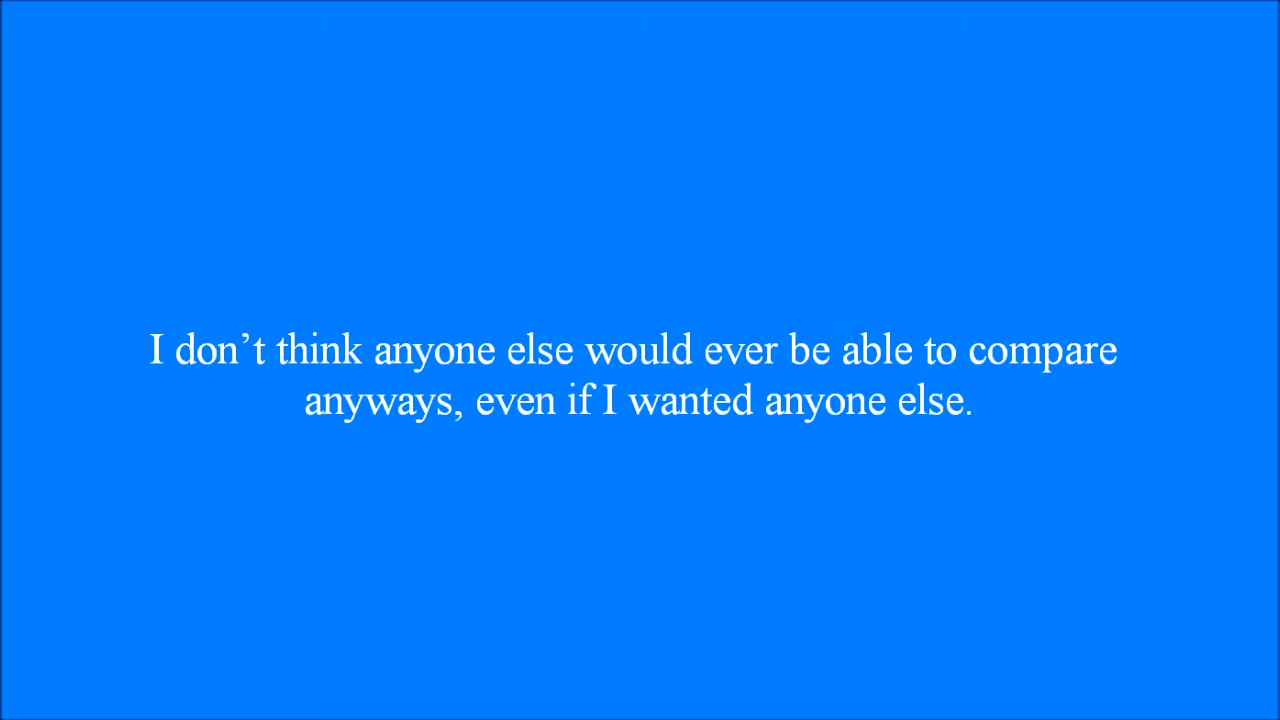 I don’t think anyone else would ever be able to compare
anyways, even if I wanted anyone else.